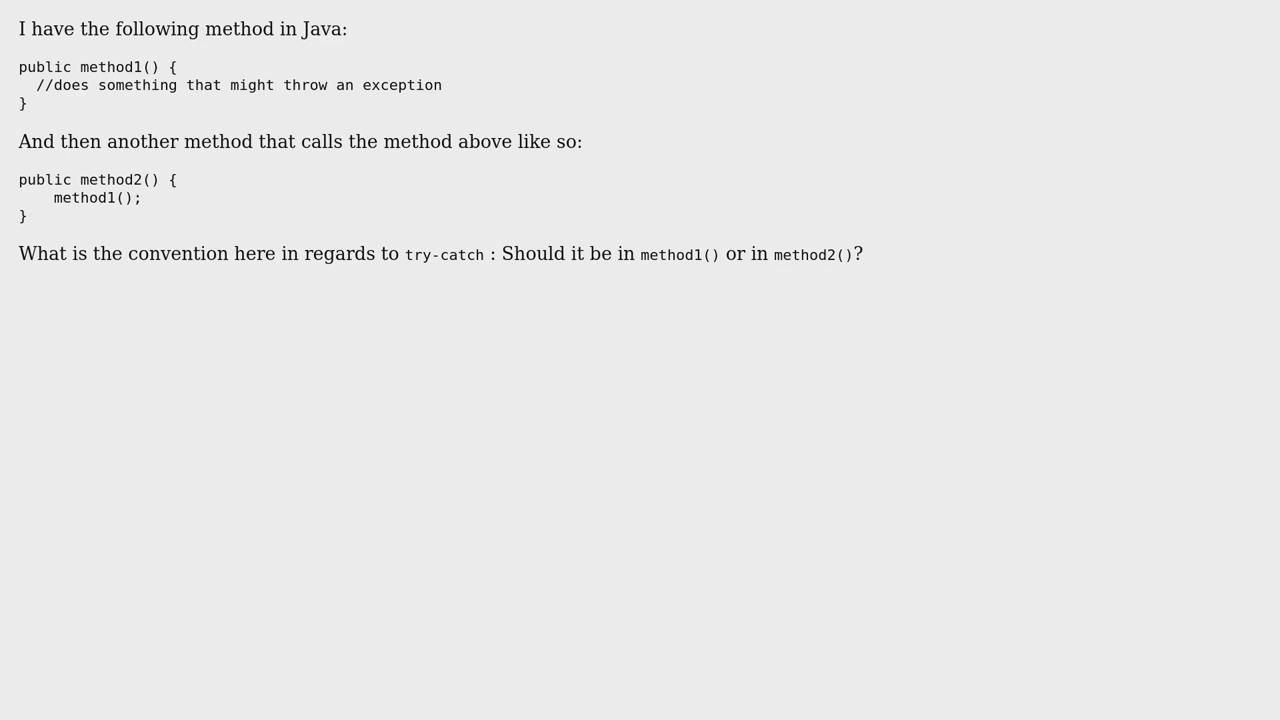 I have the following method in Java:
public method1() {
  //does something that might throw an exception
}
And then another method that calls the method above like so:
public method2() {
    method1();
}
What is the convention here in regards to try-catch : Should it be in method1() or in method2()?